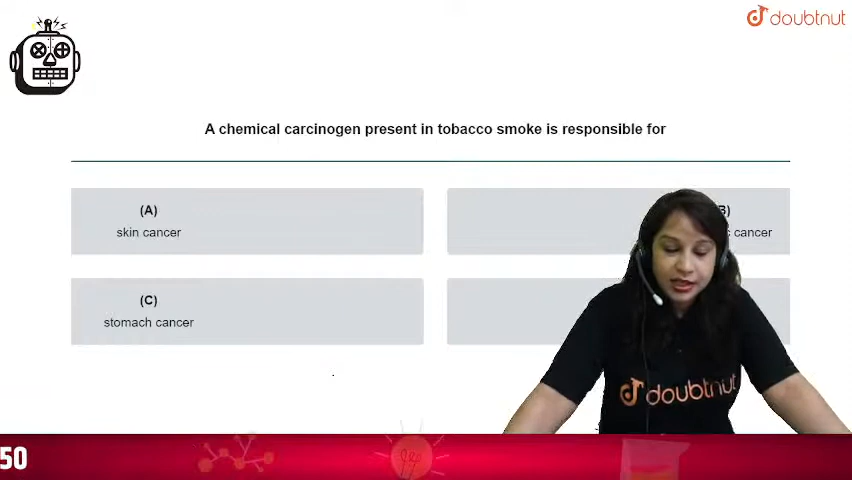 doubtnut
A chemical carcinogen present in tobacco smoke is responsible for
(A)
B)
skin cancer
cancer
(C)
stomach cancer
doubtnut
50